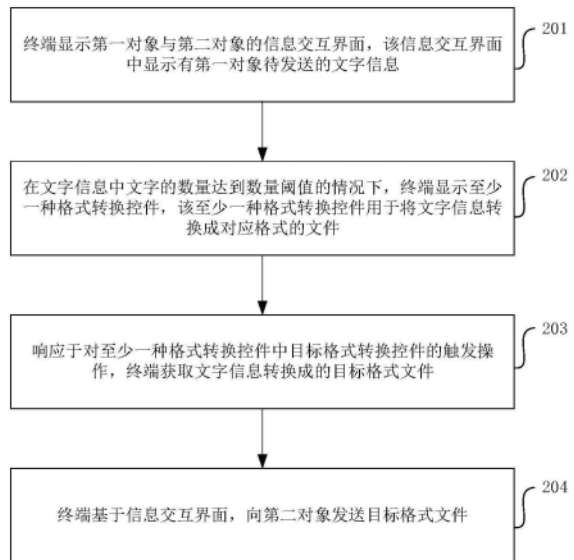 终端显示第一对象与第二对象的信息交互界面，该信息交互界面
中显示有第一对象待发送的文字信息
201
在文字信息中文字的数量达到数量阈值的情况下，终端显示至少
一种格式转换控件，该至少一种格式转换控件用于将文字信息转
换成对应格式的文件
202
响应于对至少一种格式转换控件中目标格式转换控件的触发操
作，终端获取文字信息转换成的目标格式文件
203
终端基于信息交互界面，向第二对象发送目标格式文件
204